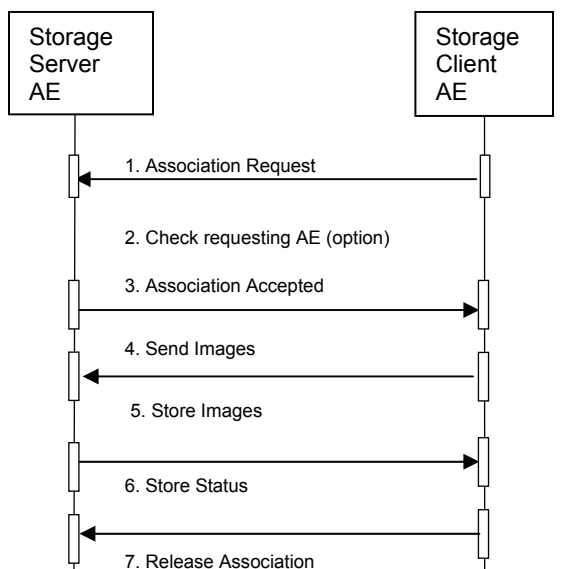 Storage
Server
AE
Storage
Client
AE
1. Association Request
2. Check requesting AE (option)
3. Association Accepted
4. Send Images
5. Store Images
6. Store Status
7. Release Association